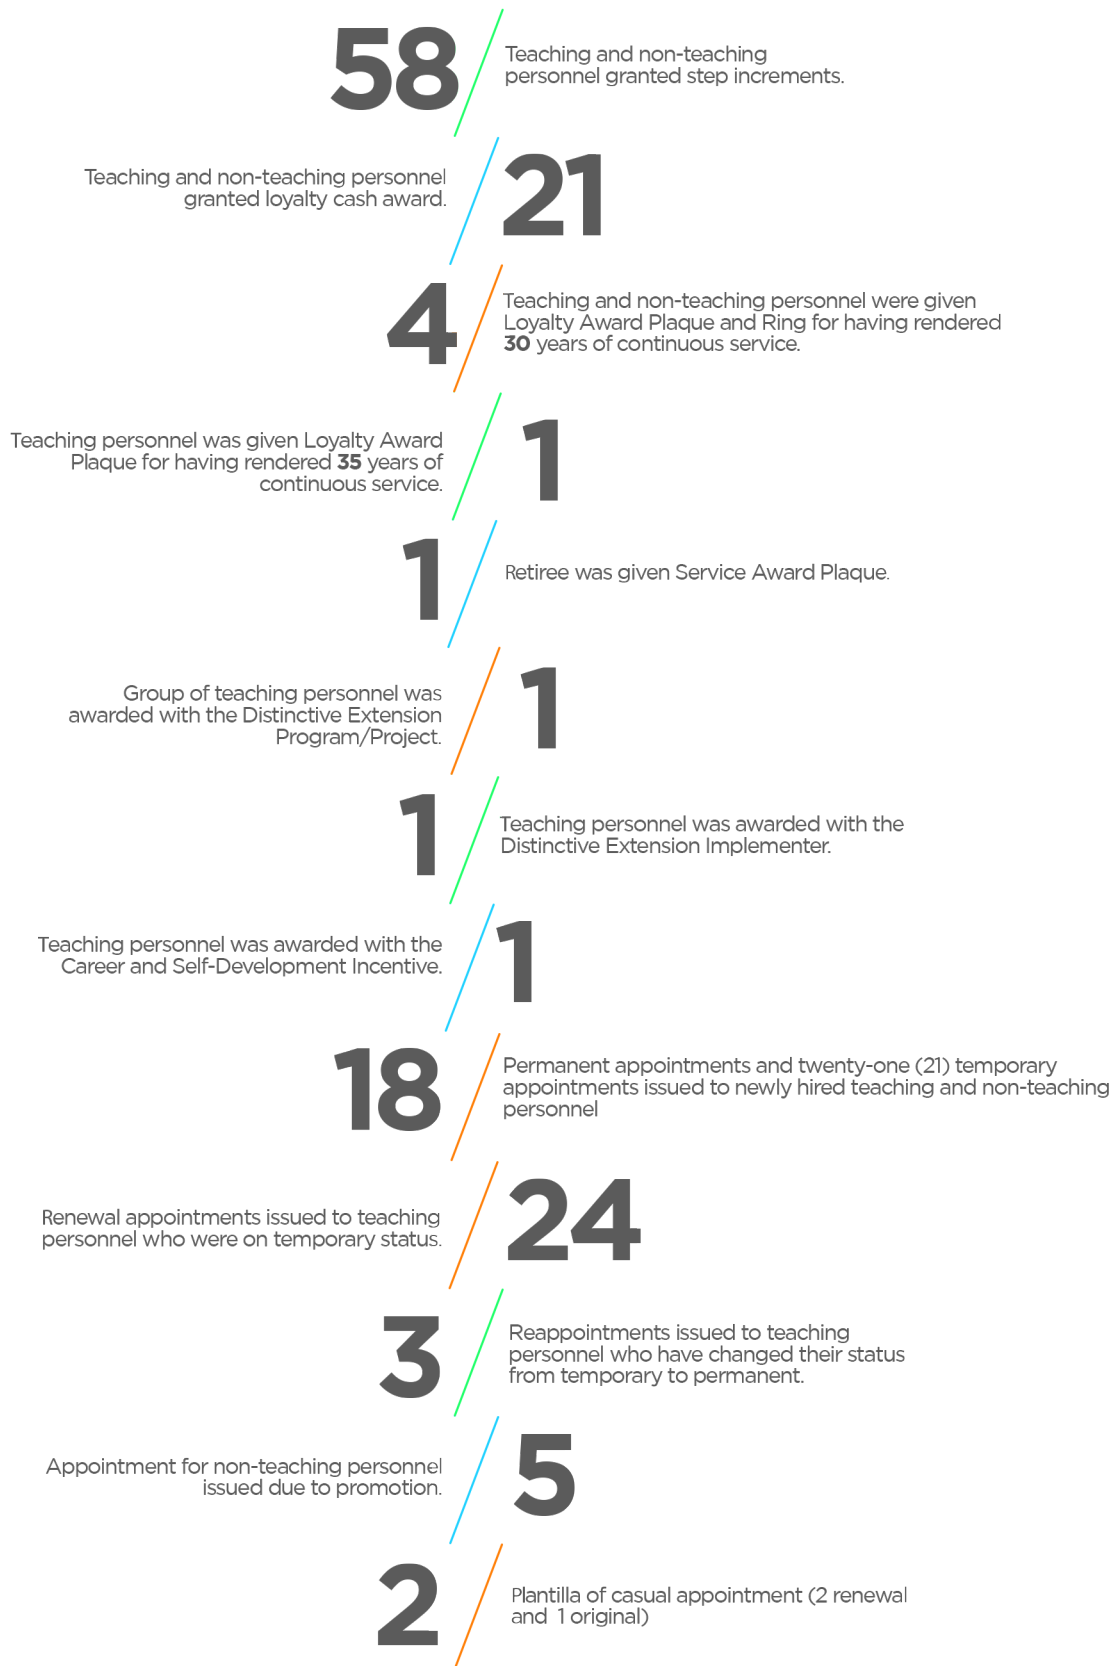 58
Teaching and non-teaching
personnel granted step increments.
Teaching and non-teaching personnel
granted loyalty cash award.
21
4
Teaching and non-teaching personnel were given
Loyalty Award Plaque and Ring for having rendered
30 years of continuous service.
Teaching personnel was given Loyalty Award
Plaque for having rendered 35 years of
continuous service.
1
1
Retiree was given Service Award Plaque.
Group of teaching personnel was
awarded with the Distinctive Extension
Program/Project.
1
1
Teaching personnel was awarded with the
Distinctive Extension Implementer.
Teaching personnel was awarded with the
Career and Self-Development Incentive.
1
18
Permanent appointments and twenty-one (21) temporary
appointments issued to newly hired teaching and non-teaching
personnel
Renewal appointments issued to teaching
personnel who were on temporary status.
24
3
Reappointments issued to teaching
personnel who have changed their status
from temporary to permanent.
Appointment for non-teaching personnel
issued due to promotion.
5
2
Plantilla of casual appointment (2 renewal
and 1 original)